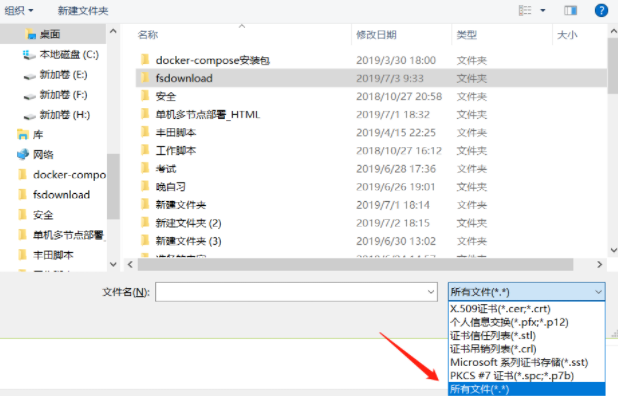 组织 新建文件夹
桌面
本地磁盘 (C:)
新加卷 (E:)
新加卷 (F:)
新加卷 (H:)
库
网络
docker-compo
fsdownload
安全
单机多节点部署_
丰田脚本
名称 修改日期 类型 大小
docker-compose安装包 2019/3/30 18:00 文件夹
fsdownload 2019/7/3 9:33 文件夹
安全 2018/10/27 20:58 文件夹
单机多节点部署_HTML 2019/7/1 18:32 文件夹
丰田脚本 2019/4/15 22:25 文件夹
工作脚本 2018/10/27 16:12 文件夹
考试 2019/6/28 17:36 文件夹
晚自习 2019/6/26 19:01 文件夹
新建文件夹 2019/7/1 18:14 文件夹
新建文件夹 (2) 2019/7/2 18:15 文件夹
新建文件夹 (3) 2019/6/30 13:02 文件夹
文件名(N): 所有文件(*.*)
X.509证书(*.cer;*.crt)
个人信息交换(*.pfx;*.p12)
证书信任列表(*.stl)
证书吊销列表(*.crl)
Microsoft 系列证书存储(*.sst)
PKCS #7 证书(*.spc;*.p7b)
所有文件(*.*)